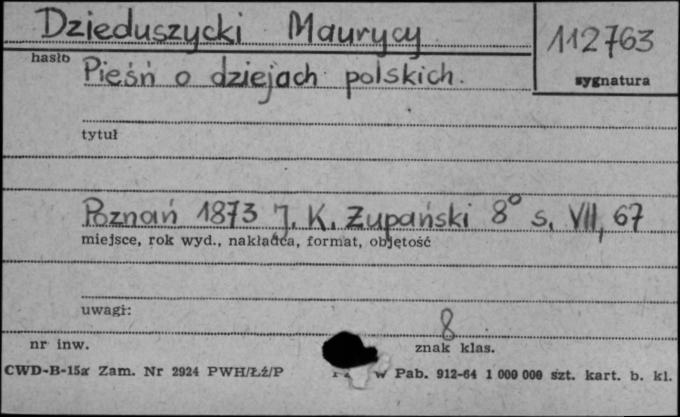 Dzieduszycki Maurycy
112763
hasło
sygnatura
Pieśń o dziejach polskich.
tytuł
Poznań 1873 J. K. Żupański 8° s. VII, 67
miejsce, rok wyd., nakładca, format, objętość
uwagi:
8
nr inw.
znak klas.
CWD-B-15a Zam. Nr 2924 PWH/Łź/P
W Pab. 912-64 1 000 000 szt. kart. b. kl.